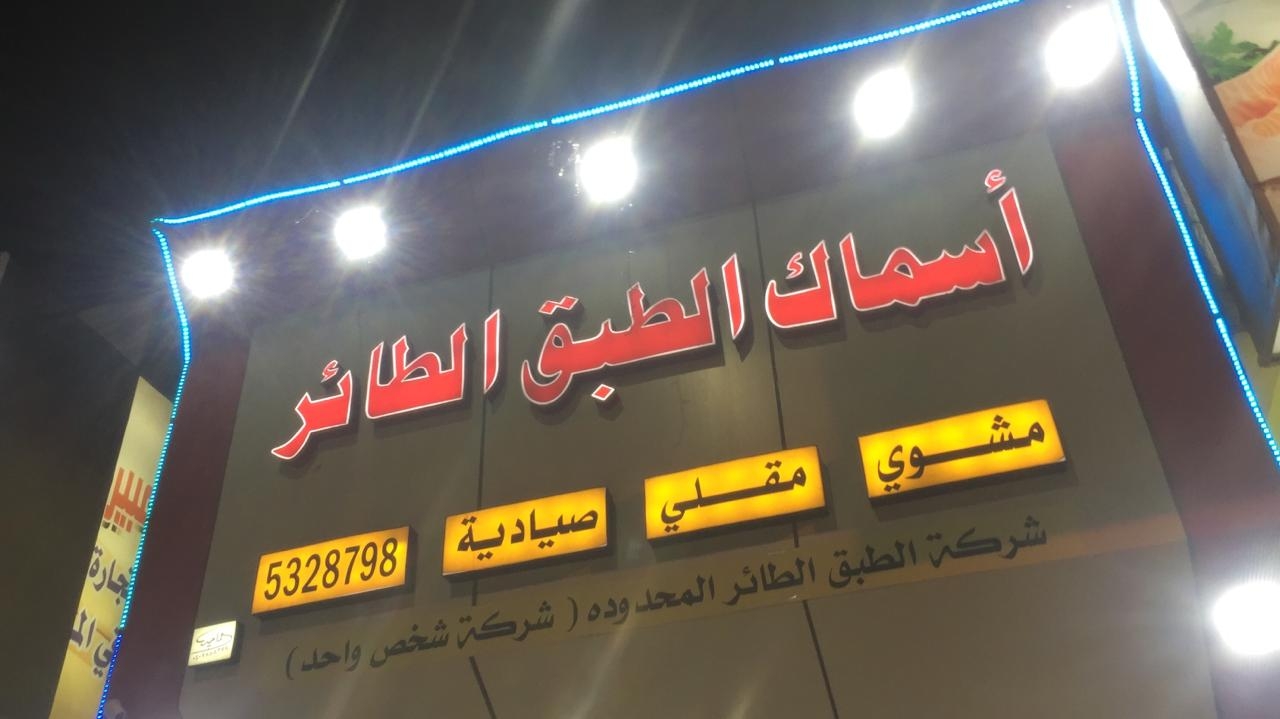 أسماك الطبق الطائر
مشوي مقلي صيادية 5328798
شركة الطبق الطائر المحدوده ( شركة شخص واحد )